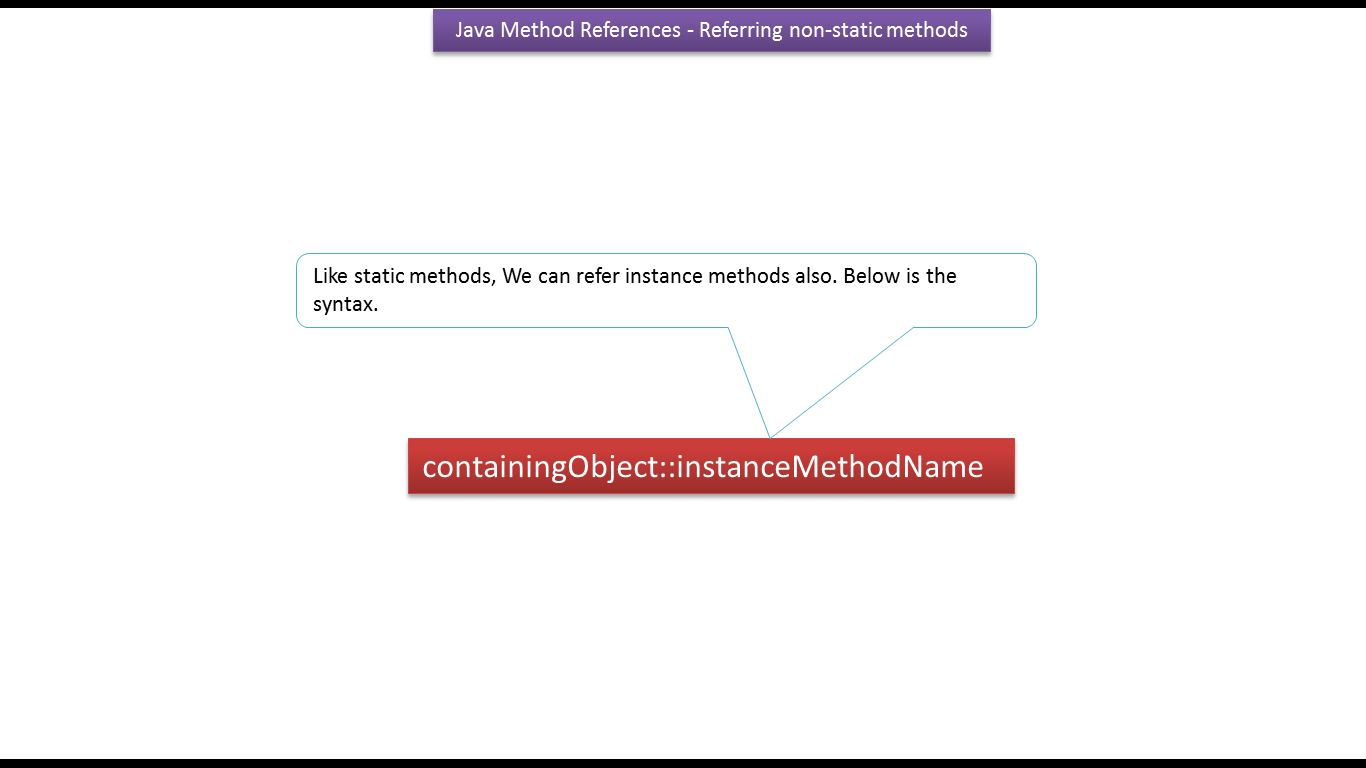 Java Method References - Referring non-static methods
Like static methods, We can refer instance methods also. Below is the
syntax.
containingObject::instanceMethodName